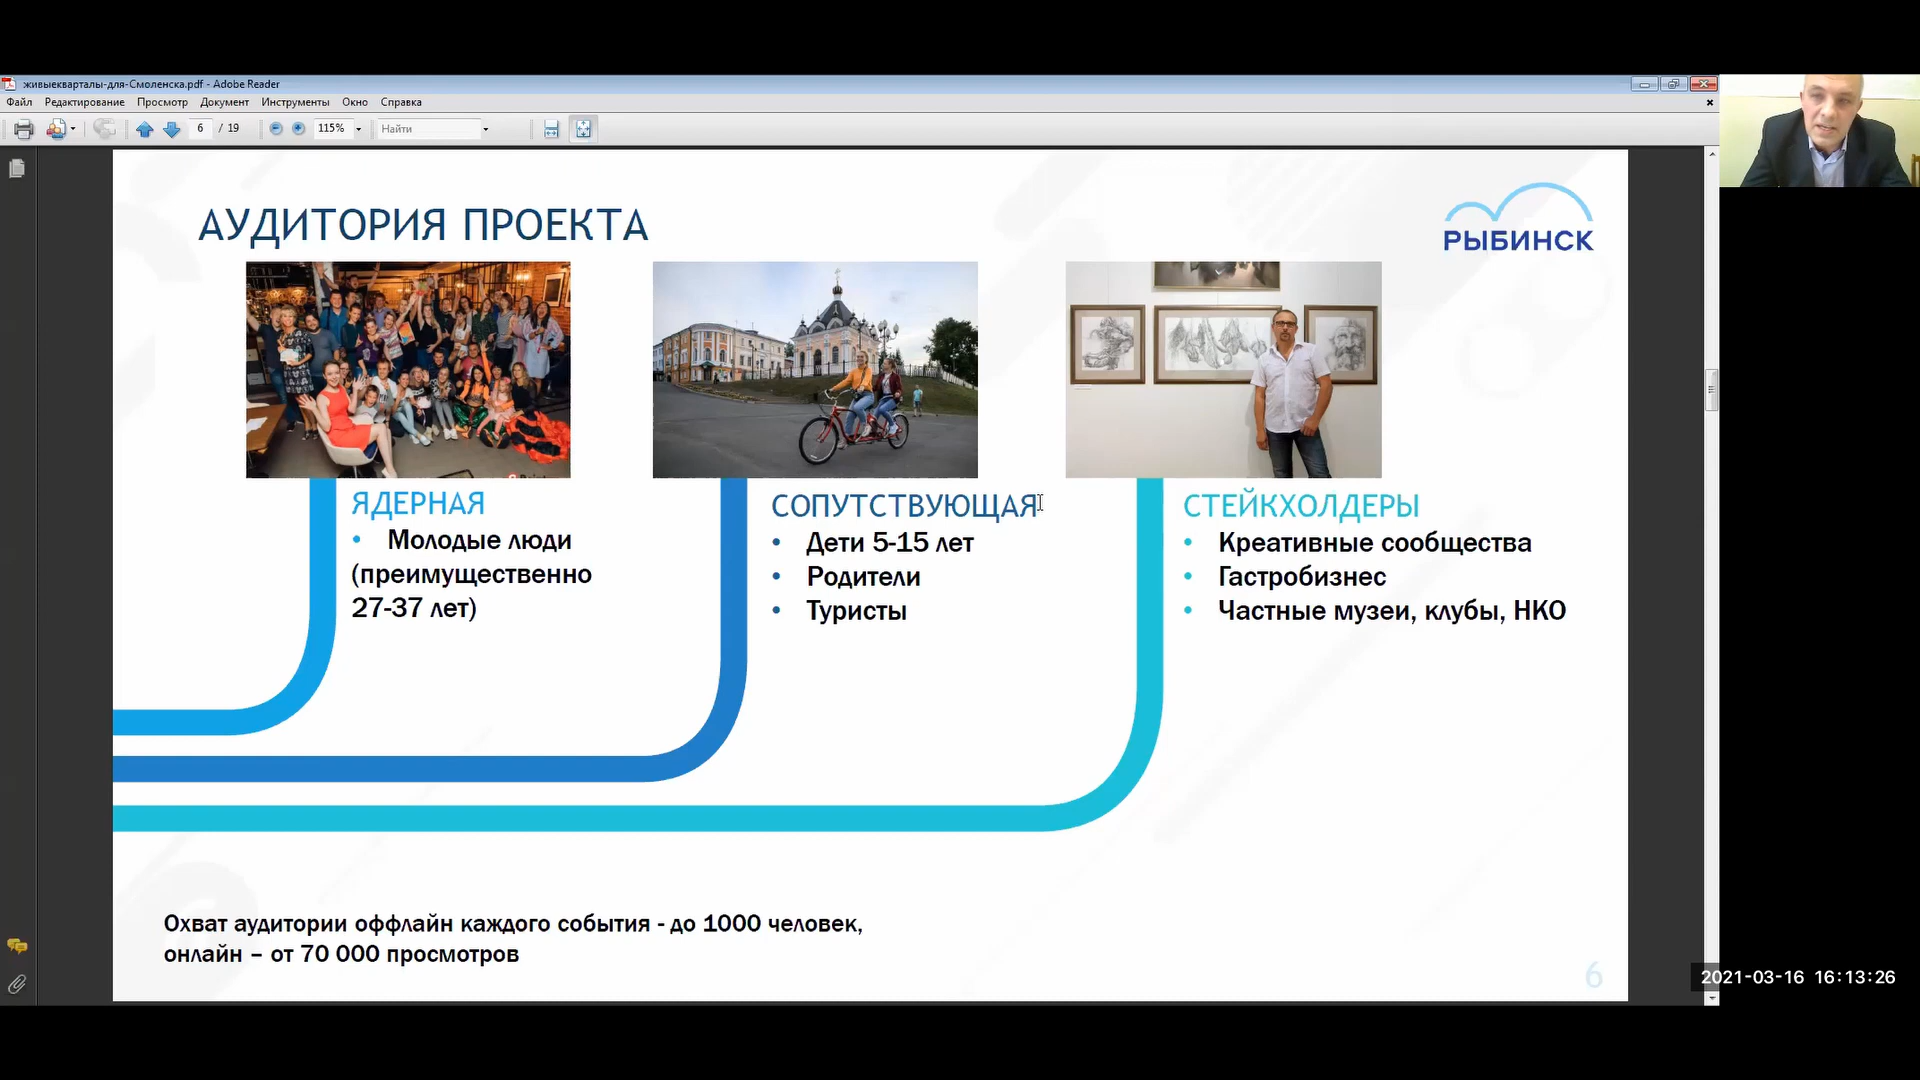 живыекварталы-для-Смоленска.pdf - Adobe Reader
Файл Редактирование Просмотр Документ Инструменты Окно Справка
6 / 19 115% Найти
АУДИТОРИЯ ПРОЕКТА
РЫБИНСК
ЯДЕРНАЯ
• Молодые люди
(преимущественно
27-37 лет)
СОПУТСТВУЮЩАЯ
• Дети 5-15 лет
• Родители
• Туристы
СТЕЙКХОЛДЕРЫ
• Креативные сообщества
• Гастробизнес
• Частные музеи, клубы, НКО
Охват аудитории оффлайн каждого события - до 1000 человек,
онлайн – от 70 000 просмотров
6
2021-03-16 16:13:26